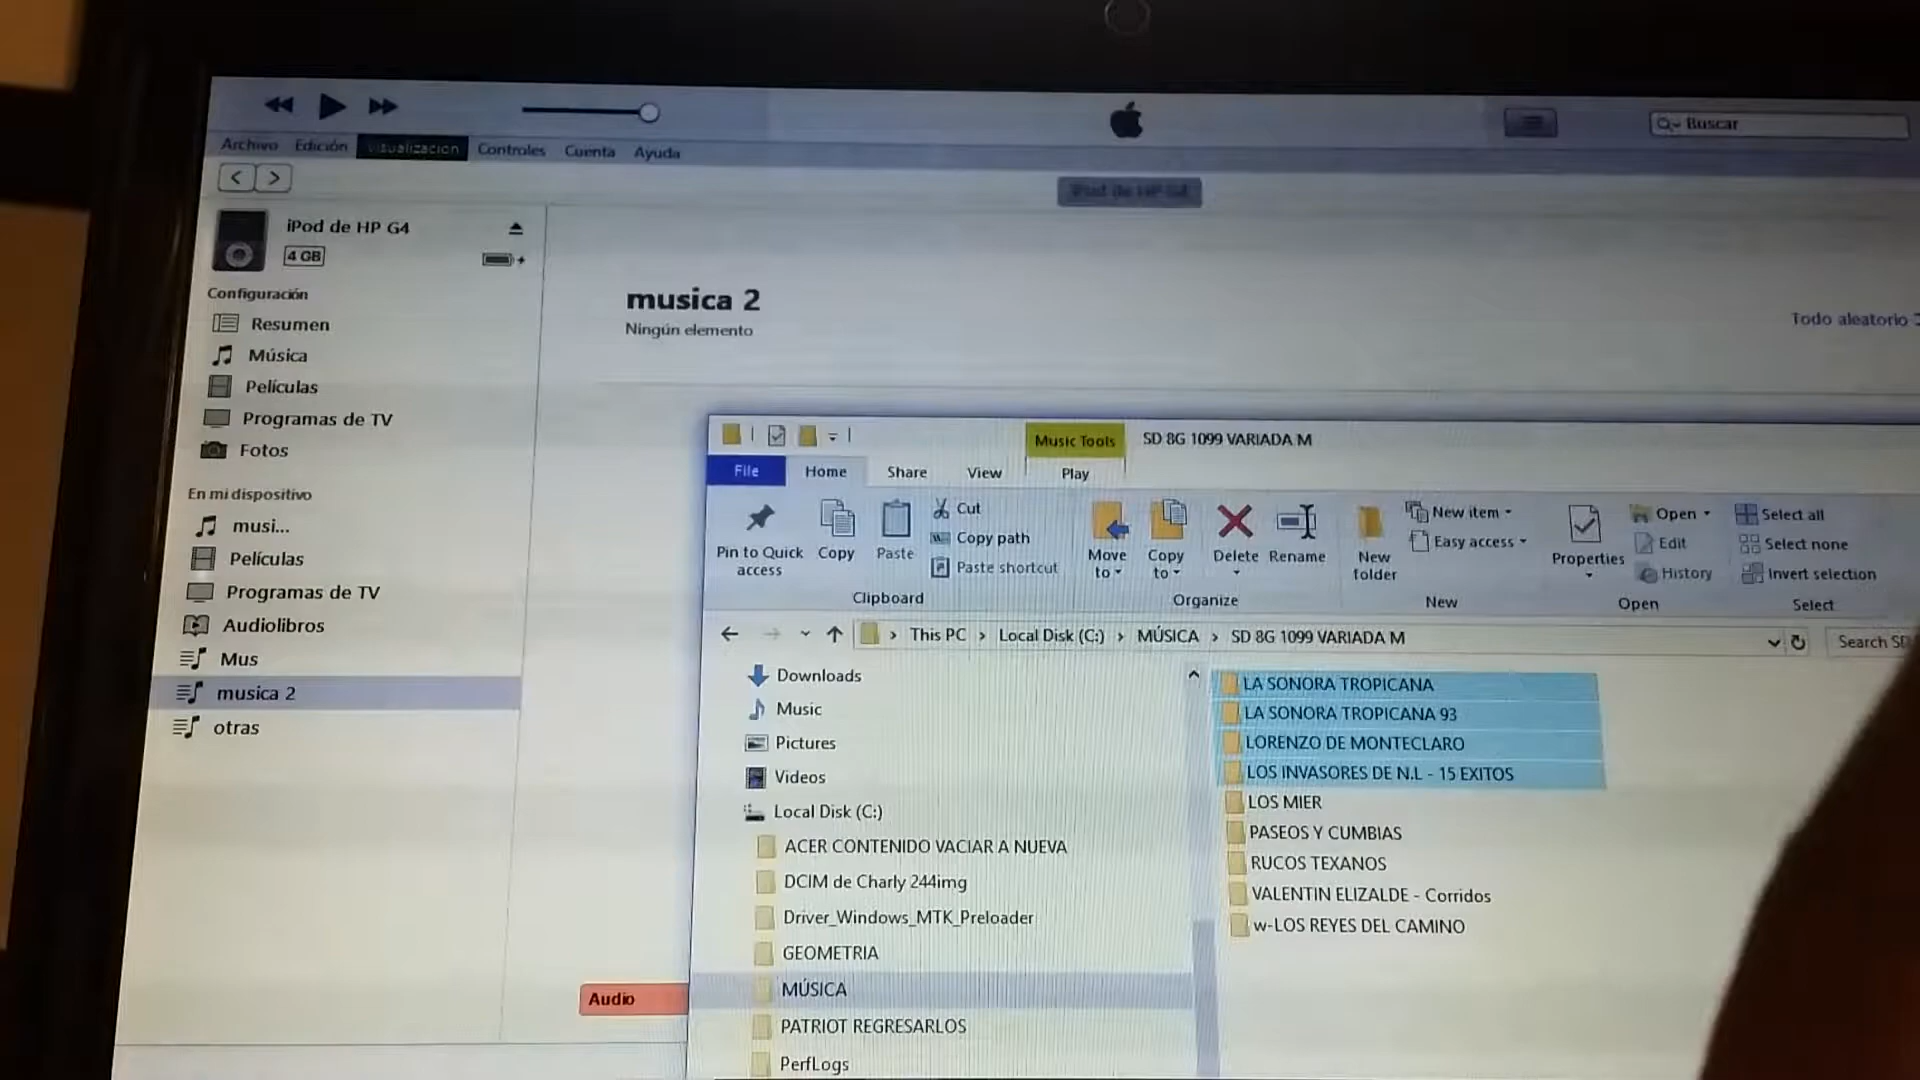 Buscar
Archivo Edición Visualización Controles Cuenta Ayuda
iPod de HP G4
iPod de HP G4
4 GB
Configuración
Resumen
Música
Películas
Programas de TV
Fotos
En mi dispositivo
musi...
Películas
Programas de TV
Audiolibros
Mus
musica 2
otras
musica 2
Ningún elemento
Todo aleatorio
Audio
Music Tools SD 8G 1099 VARIADA M
File Home Share View Play
Pin to Quick access
Copy
Paste
Cut
Copy path
Paste shortcut
Clipboard
Move to
Copy to
Delete
Rename
Organize
New folder
New item
Easy access
New
Properties
Open
Edit
History
Open
Select all
Select none
Invert selection
Select
This PC > Local Disk (C:) > MÚSICA > SD 8G 1099 VARIADA M
Search SD
Downloads
Music
Pictures
Videos
Local Disk (C:)
ACER CONTENIDO VACIAR A NUEVA
DCIM de Charly 244img
Driver_Windows_MTK_Preloader
GEOMETRIA
MÚSICA
PATRIOT REGRESARLOS
PerfLogs
LA SONORA TROPICANA
LA SONORA TROPICANA 93
LORENZO DE MONTECLARO
LOS INVASORES DE N.L - 15 EXITOS
LOS MIER
PASEOS Y CUMBIAS
RUCOS TEXANOS
VALENTIN ELIZALDE - Corridos
w-LOS REYES DEL CAMINO